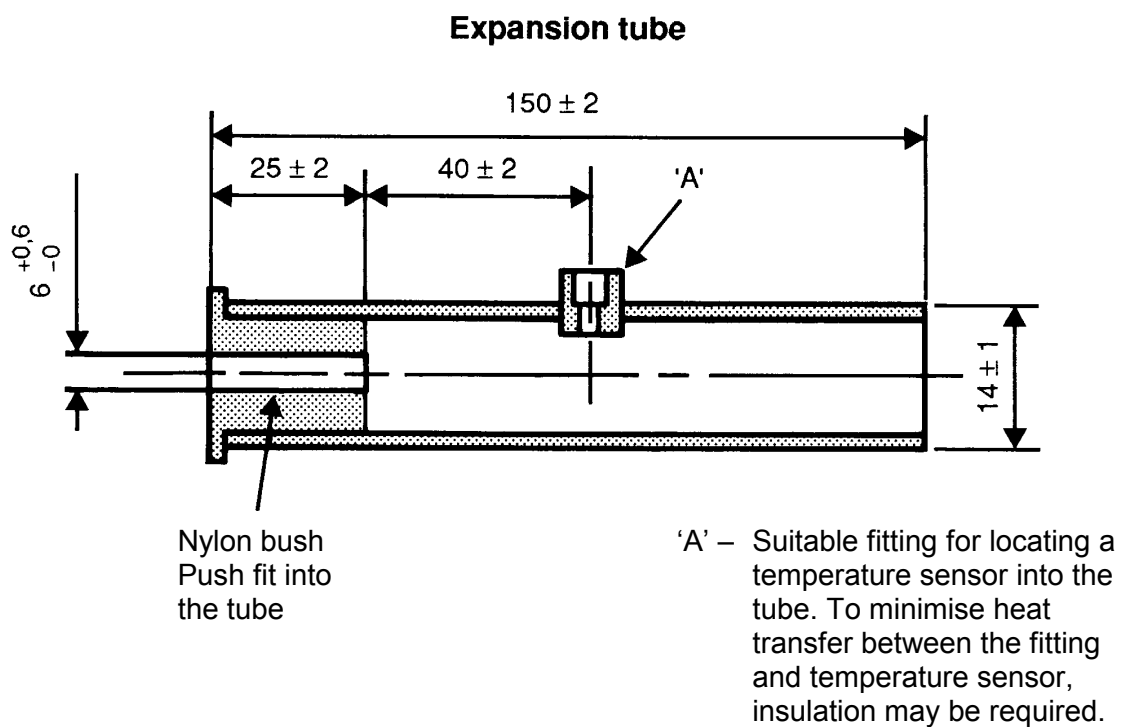 Expansion tube
150 ± 2
25 ± 2
40 ± 2
'A'
6 +0,6 −0
14 ± 1
Nylon bush
Push fit into
the tube
‘A’ – Suitable fitting for locating a
temperature sensor into the
tube. To minimise heat
transfer between the fitting
and temperature sensor,
insulation may be required.